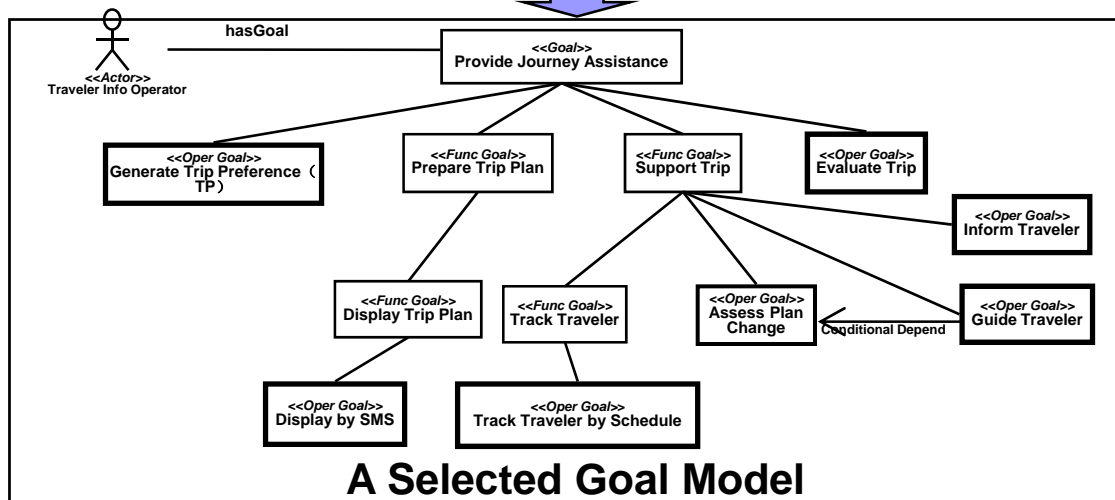 hasGoal
<<Goal>>
Provide Journey Assistance
<<Actor>>
Traveler Info Operator
<<Oper Goal>>
Generate Trip Preference（
TP）
<<Func Goal>>
Prepare Trip Plan
<<Func Goal>>
Support Trip
<<Oper Goal>>
Evaluate Trip
<<Oper Goal>>
Inform Traveler
<<Func Goal>>
Display Trip Plan
<<Func Goal>>
Track Traveler
<<Oper Goal>>
Assess Plan
Change
Conditional Depend
<<Oper Goal>>
Guide Traveler
<<Oper Goal>>
Display by SMS
<<Oper Goal>>
Track Traveler by Schedule
A Selected Goal Model